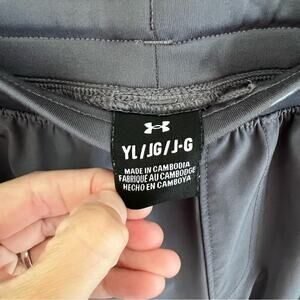 YL/JG/J-G
MADE IN CAMBODIA
FABRIQUÉ AU CAMBODGE
HECHO EN CAMBOYA